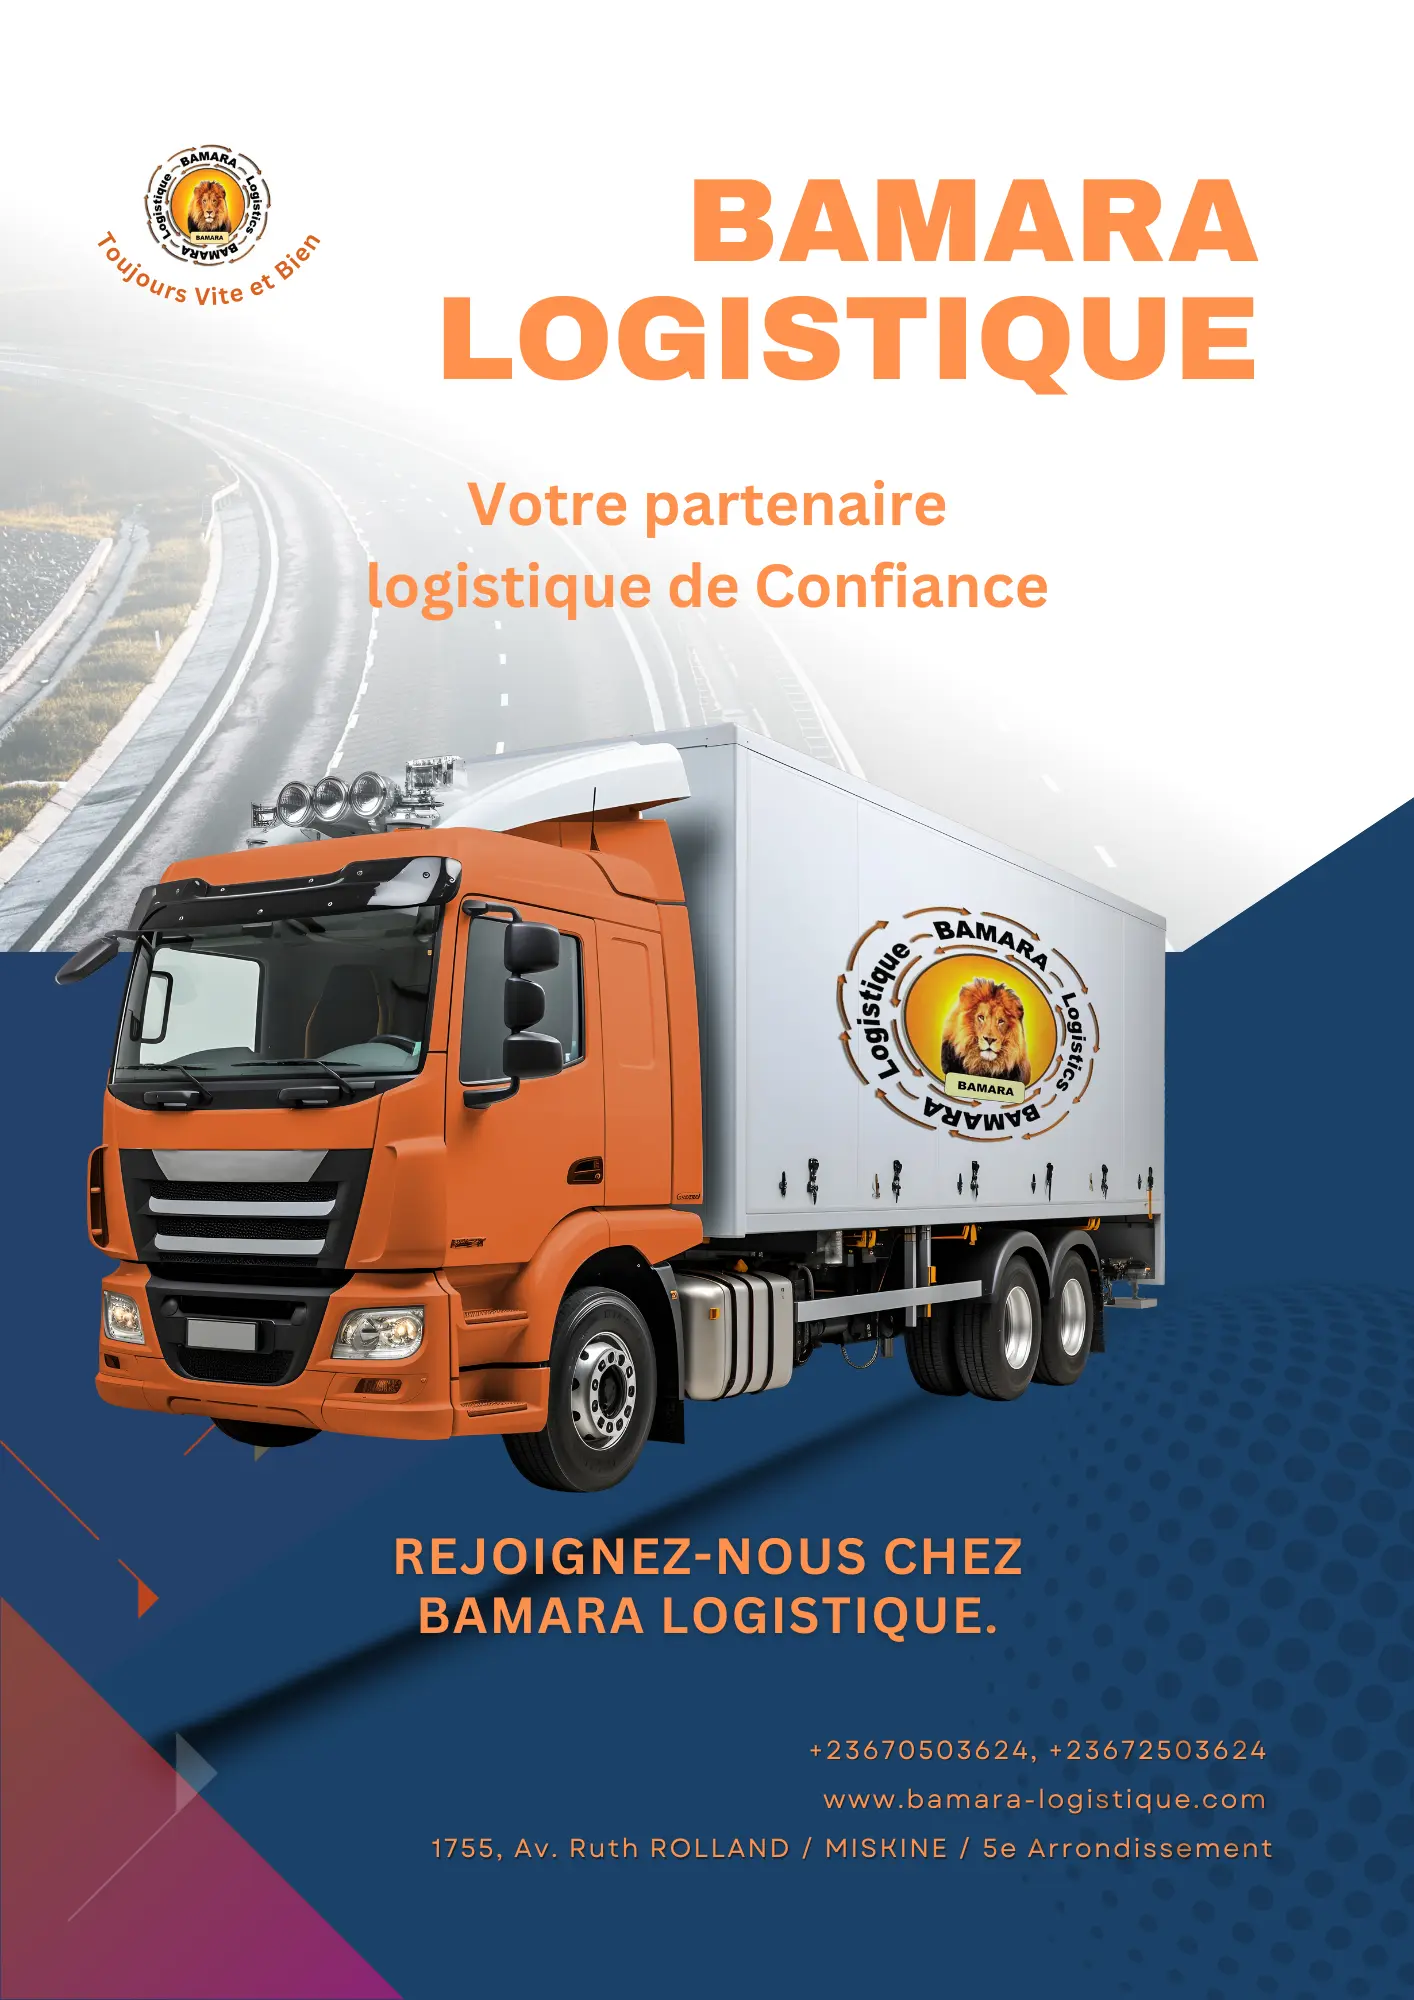 BAMARA
Logistics
BAMARA
Logistique
BAMARA
Toujours Vite et Bien
BAMARA
LOGISTIQUE
Votre partenaire
logistique de Confiance
BAMARA
Logistics
BAMARA
Logistique
BAMARA
REJOIGNEZ-NOUS CHEZ
BAMARA LOGISTIQUE.
+23670503624, +23672503624
www.bamara-logistique.com
1755, Av. Ruth ROLLAND / MISKINE / 5e Arrondissement